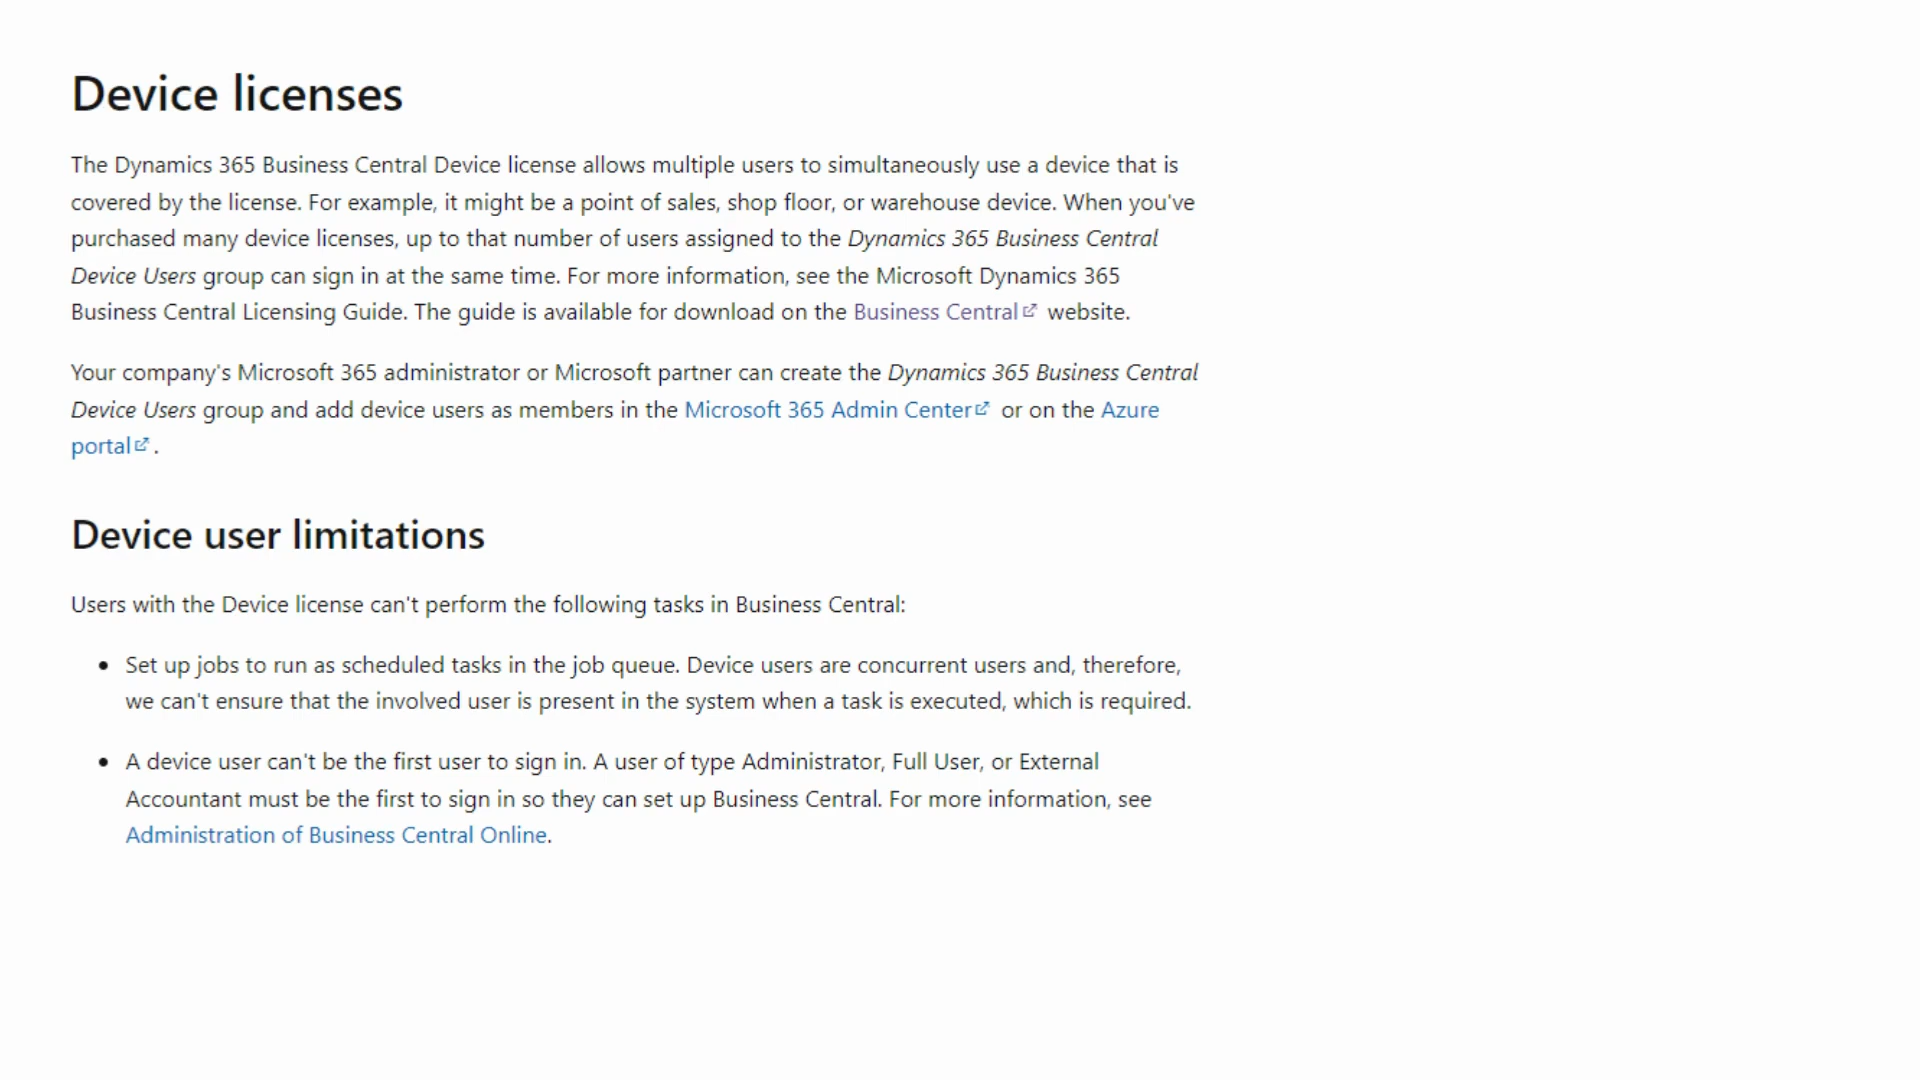 Device licenses
The Dynamics 365 Business Central Device license allows multiple users to simultaneously use a device that is
covered by the license. For example, it might be a point of sales, shop floor, or warehouse device. When you've
purchased many device licenses, up to that number of users assigned to the Dynamics 365 Business Central
Device Users group can sign in at the same time. For more information, see the Microsoft Dynamics 365
Business Central Licensing Guide. The guide is available for download on the Business Central website.
Your company's Microsoft 365 administrator or Microsoft partner can create the Dynamics 365 Business Central
Device Users group and add device users as members in the Microsoft 365 Admin Center or on the Azure
portal .
Device user limitations
Users with the Device license can't perform the following tasks in Business Central:
• Set up jobs to run as scheduled tasks in the job queue. Device users are concurrent users and, therefore,
we can't ensure that the involved user is present in the system when a task is executed, which is required.
• A device user can't be the first user to sign in. A user of type Administrator, Full User, or External
Accountant must be the first to sign in so they can set up Business Central. For more information, see
Administration of Business Central Online.